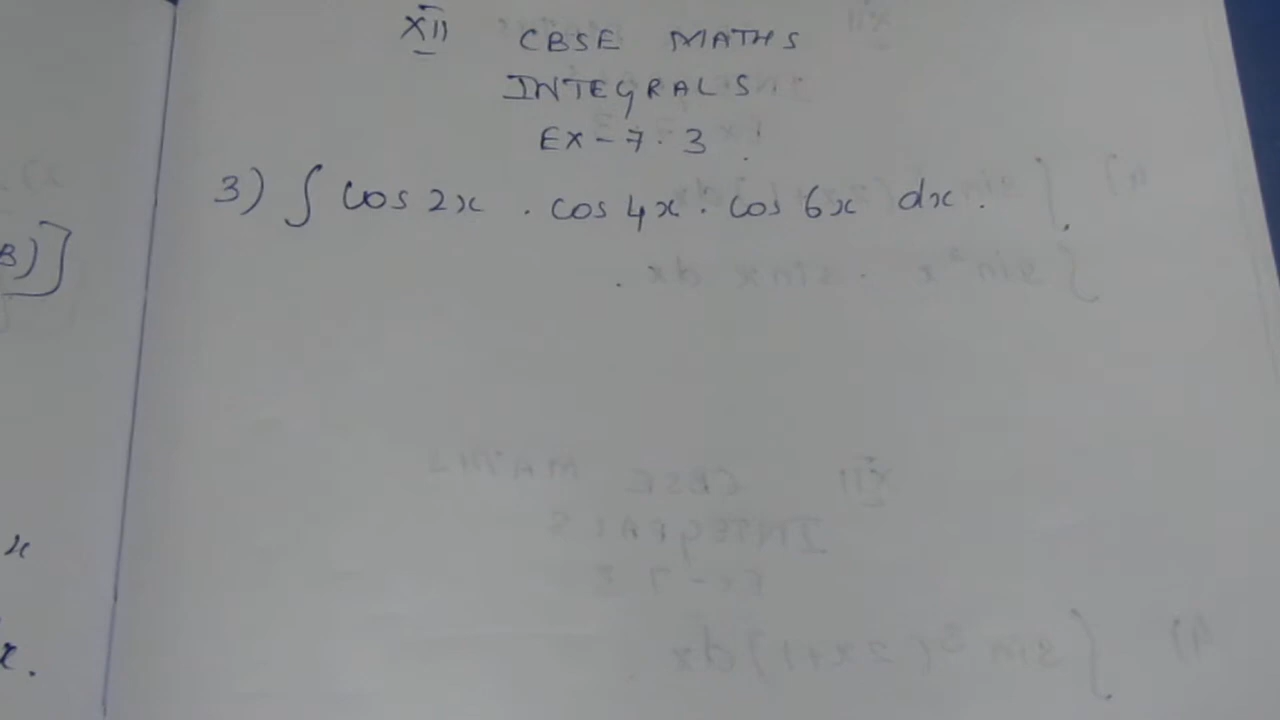 XII CBSE MATHS
INTEGRALS
EX-7.3
3) ∫ cos 2x . cos 4x . cos 6x dx .
B)]
x
x.